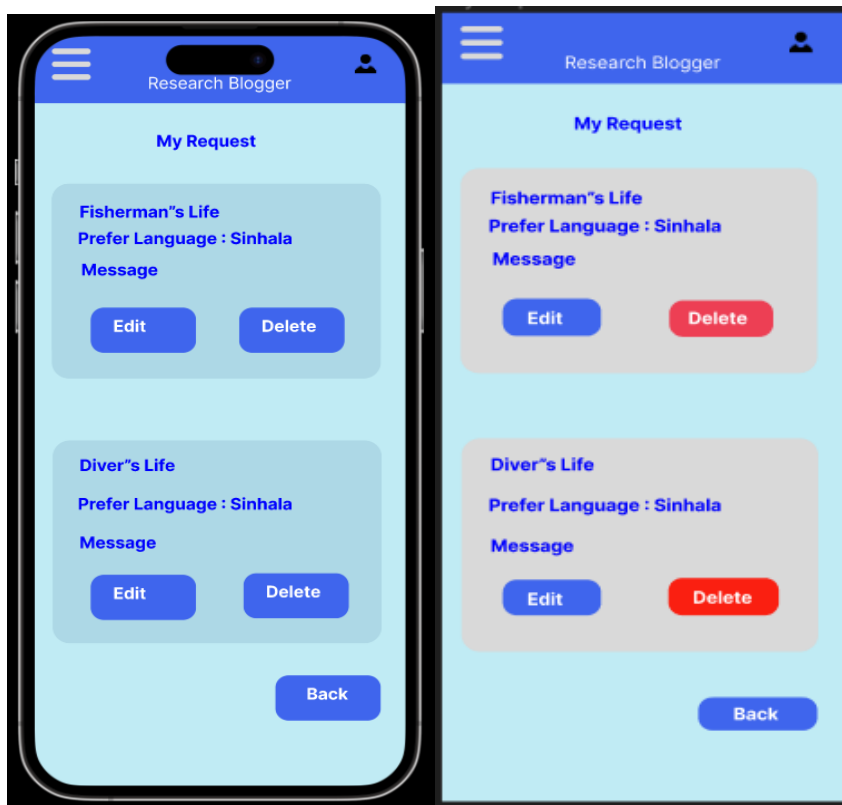 Research Blogger
My Request
Fisherman"s Life
Prefer Language : Sinhala
Message
Edit Delete
Diver"s Life
Prefer Language : Sinhala
Message
Edit Delete
Back
Research Blogger
My Request
Fisherman"s Life
Prefer Language : Sinhala
Message
Edit Delete
Diver"s Life
Prefer Language : Sinhala
Message
Edit Delete
Back